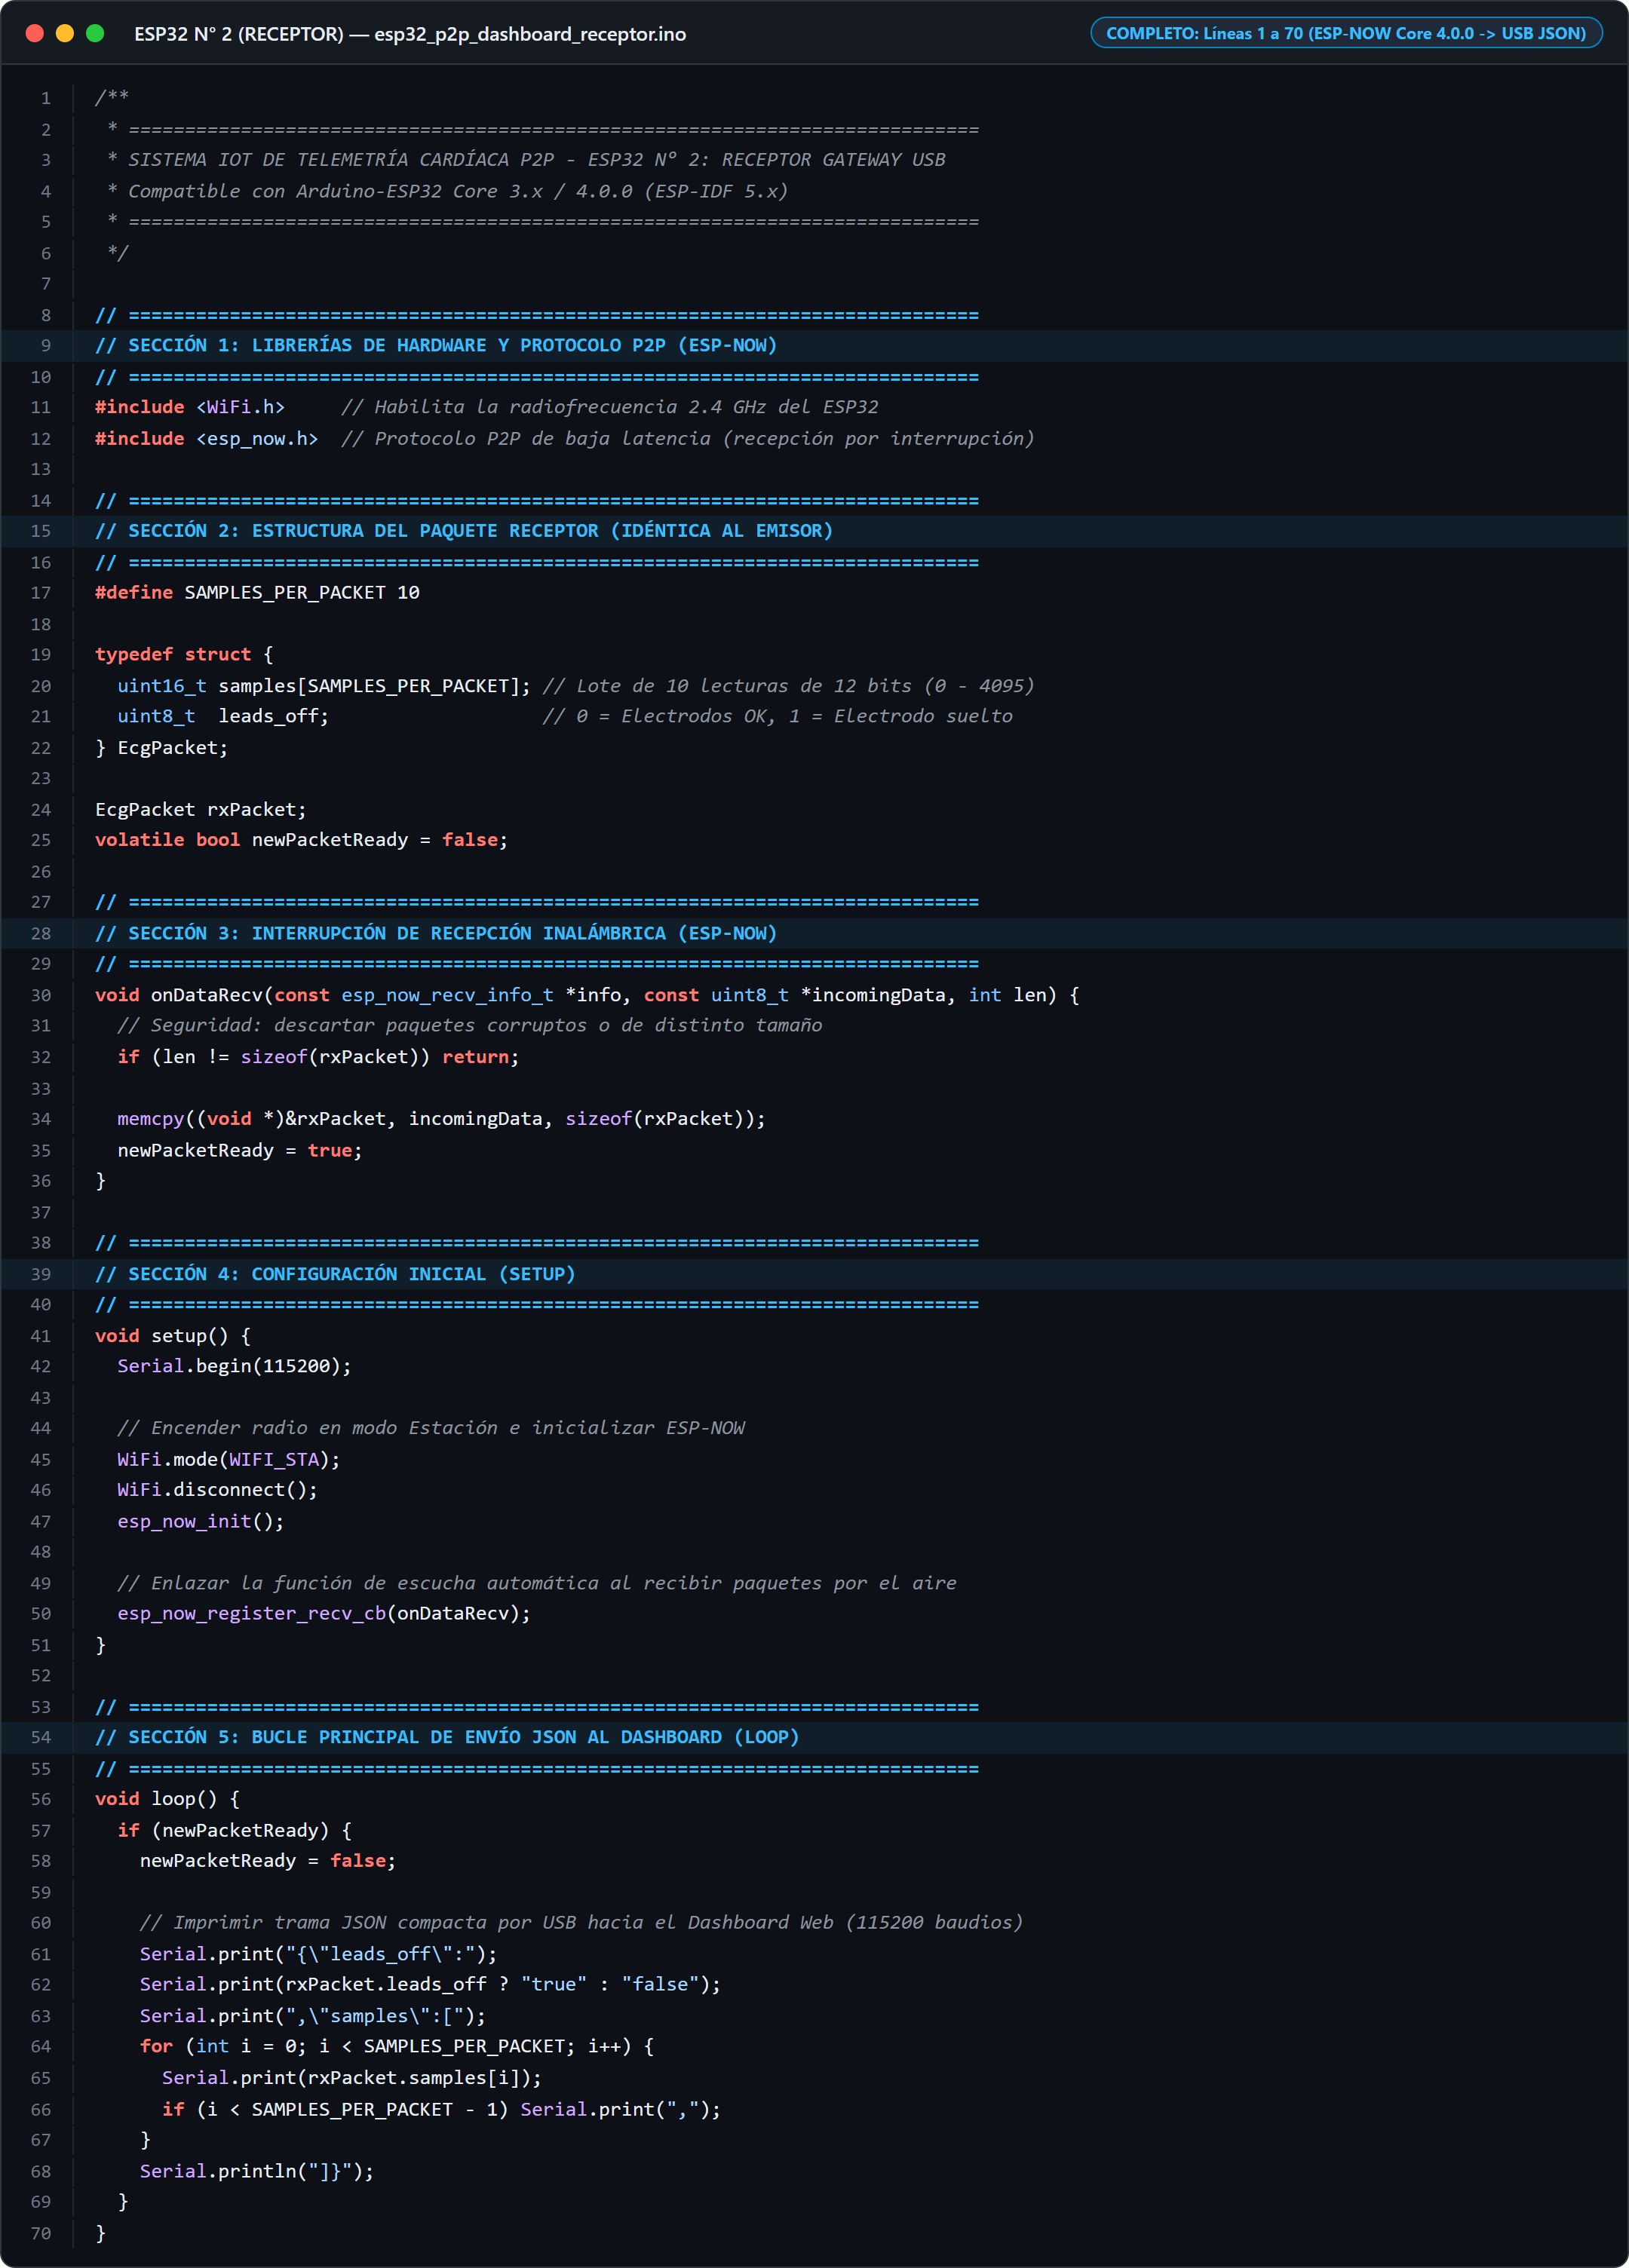 ESP32 N° 2 (RECEPTOR) — esp32_p2p_dashboard_receptor.ino
COMPLETO: Líneas 1 a 70 (ESP-NOW Core 4.0.0 -> USB JSON)
1 /**
2  * ============================================================================
3  * SISTEMA IOT DE TELEMETRÍA CARDÍACA P2P - ESP32 Nº 2: RECEPTOR GATEWAY USB
4  * Compatible con Arduino-ESP32 Core 3.x / 4.0.0 (ESP-IDF 5.x)
5  * ============================================================================
6  */
7
8 // ============================================================================
9 // SECCIÓN 1: LIBRERÍAS DE HARDWARE Y PROTOCOLO P2P (ESP-NOW)
10 // ============================================================================
11 #include <WiFi.h>     // Habilita la radiofrecuencia 2.4 GHz del ESP32
12 #include <esp_now.h>  // Protocolo P2P de baja latencia (recepción por interrupción)
13
14 // ============================================================================
15 // SECCIÓN 2: ESTRUCTURA DEL PAQUETE RECEPTOR (IDÉNTICA AL EMISOR)
16 // ============================================================================
17 #define SAMPLES_PER_PACKET 10
18
19 typedef struct {
20   uint16_t samples[SAMPLES_PER_PACKET]; // Lote de 10 lecturas de 12 bits (0 - 4095)
21   uint8_t  leads_off;                   // 0 = Electrodos OK, 1 = Electrodo suelto
22 } EcgPacket;
23
24 EcgPacket rxPacket;
25 volatile bool newPacketReady = false;
26
27 // ============================================================================
28 // SECCIÓN 3: INTERRUPCIÓN DE RECEPCIÓN INALÁMBRICA (ESP-NOW)
29 // ============================================================================
30 void onDataRecv(const esp_now_recv_info_t *info, const uint8_t *incomingData, int len) {
31   // Seguridad: descartar paquetes corruptos o de distinto tamaño
32   if (len != sizeof(rxPacket)) return;
33
34   memcpy((void *)&rxPacket, incomingData, sizeof(rxPacket));
35   newPacketReady = true;
36 }
37
38 // ============================================================================
39 // SECCIÓN 4: CONFIGURACIÓN INICIAL (SETUP)
40 // ============================================================================
41 void setup() {
42   Serial.begin(115200);
43
44   // Encender radio en modo Estación e inicializar ESP-NOW
45   WiFi.mode(WIFI_STA);
46   WiFi.disconnect();
47   esp_now_init();
48
49   // Enlazar la función de escucha automática al recibir paquetes por el aire
50   esp_now_register_recv_cb(onDataRecv);
51 }
52
53 // ============================================================================
54 // SECCIÓN 5: BUCLE PRINCIPAL DE ENVÍO JSON AL DASHBOARD (LOOP)
55 // ============================================================================
56 void loop() {
57   if (newPacketReady) {
58     newPacketReady = false;
59
60     // Imprimir trama JSON compacta por USB hacia el Dashboard Web (115200 baudios)
61     Serial.print("{\"leads_off\":");
62     Serial.print(rxPacket.leads_off ? "true" : "false");
63     Serial.print(",\"samples\":[");
64     for (int i = 0; i < SAMPLES_PER_PACKET; i++) {
65       Serial.print(rxPacket.samples[i]);
66       if (i < SAMPLES_PER_PACKET - 1) Serial.print(",");
67     }
68     Serial.println("]}");
69   }
70 }